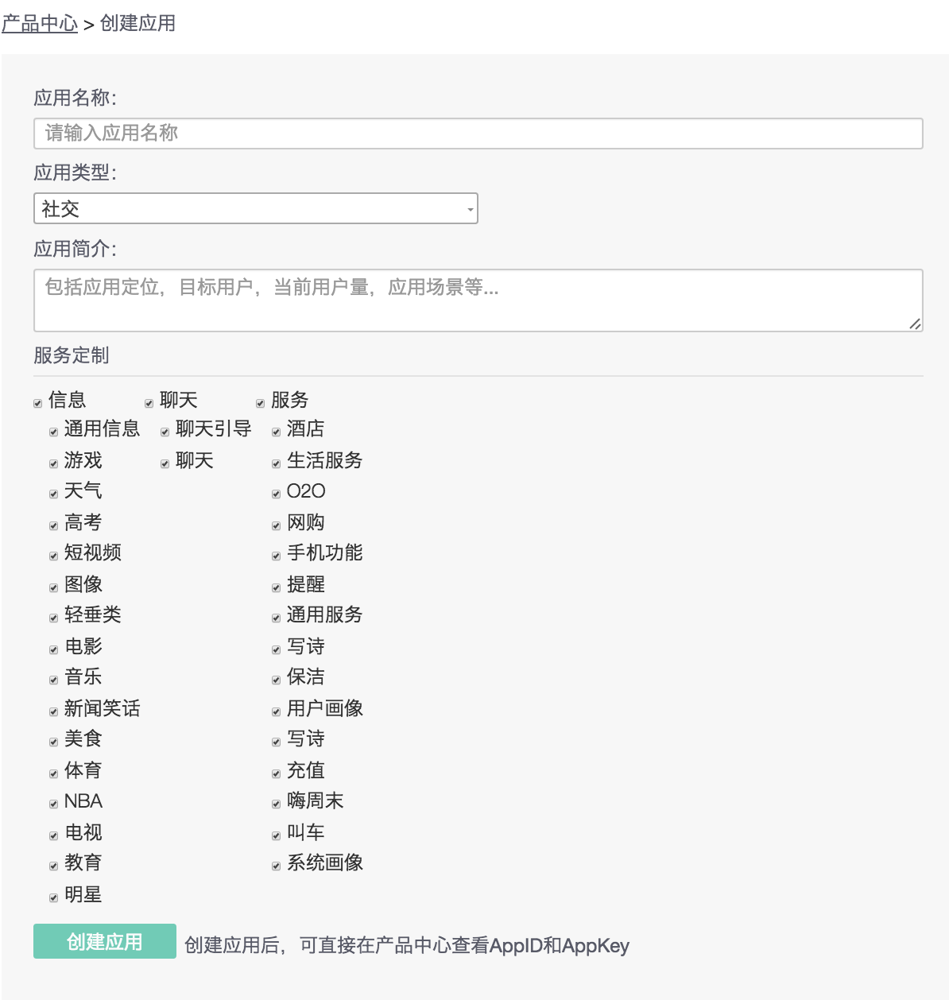 产品中心 > 创建应用
应用名称：
请输入应用名称
应用类型：
社交
应用简介：
包括应用定位，目标用户，当前用户量，应用场景等...
服务定制
信息 聊天 服务
通用信息 聊天引导 酒店
游戏 聊天 生活服务
天气 O2O
高考 网购
短视频 手机功能
图像 提醒
轻垂类 通用服务
电影 写诗
音乐 保洁
新闻笑话 用户画像
美食 写诗
体育 充值
NBA 嗨周末
电视 叫车
教育 系统画像
明星
创建应用 创建应用后，可直接在产品中心查看AppID和AppKey